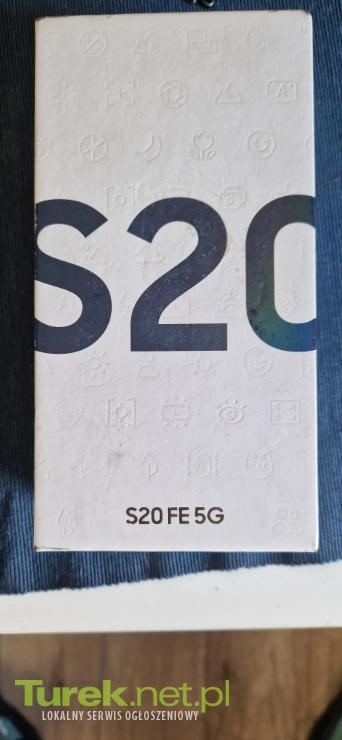 S20
S20 FE 5G
Turek.net.pl
LOKALNY SERWIS OGŁOSZENIOWY